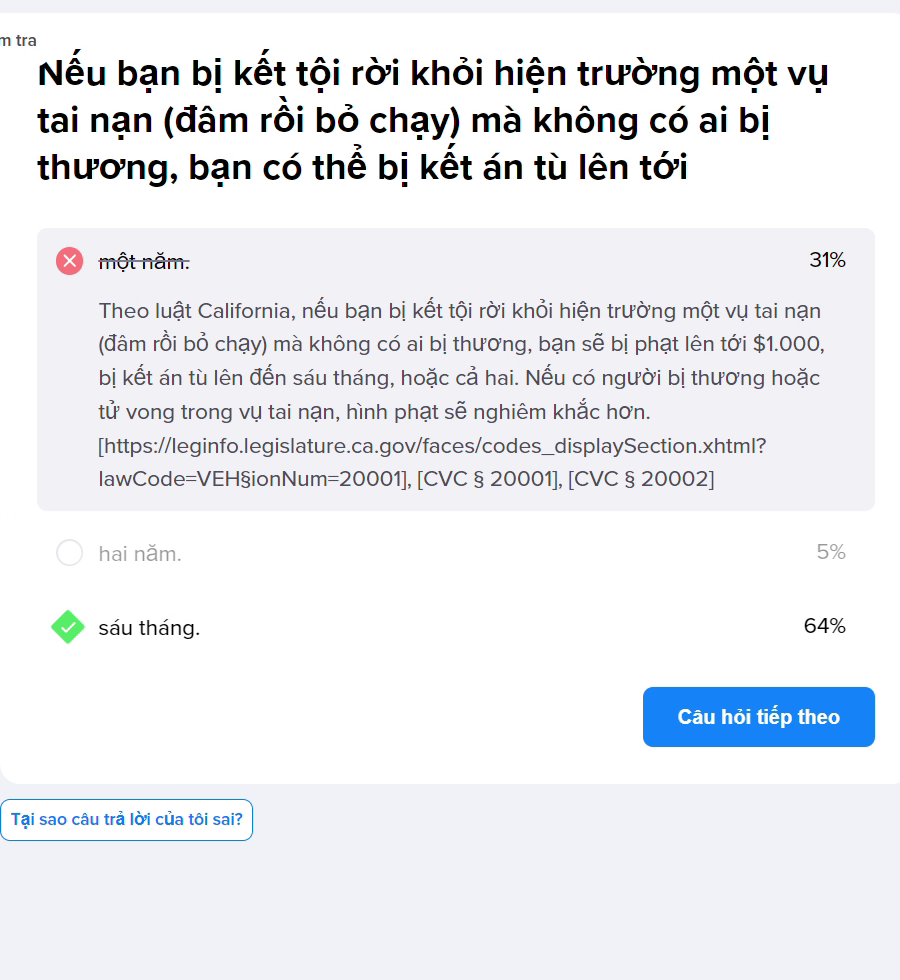 m tra
Nếu bạn bị kết tội rời khỏi hiện trường một vụ
tai nạn (đâm rồi bỏ chạy) mà không có ai bị
thương, bạn có thể bị kết án tù lên tới
một năm.
31%
Theo luật California, nếu bạn bị kết tội rời khỏi hiện trường một vụ tai nạn
(đâm rồi bỏ chạy) mà không có ai bị thương, bạn sẽ bị phạt lên tới $1.000,
bị kết án tù lên đến sáu tháng, hoặc cả hai. Nếu có người bị thương hoặc
tử vong trong vụ tai nạn, hình phạt sẽ nghiêm khắc hơn.
[https://leginfo.legislature.ca.gov/faces/codes_displaySection.xhtml?
lawCode=VEH§ionNum=20001], [CVC § 20001], [CVC § 20002]
hai năm.
5%
sáu tháng.
64%
Câu hỏi tiếp theo
Tại sao câu trả lời của tôi sai?